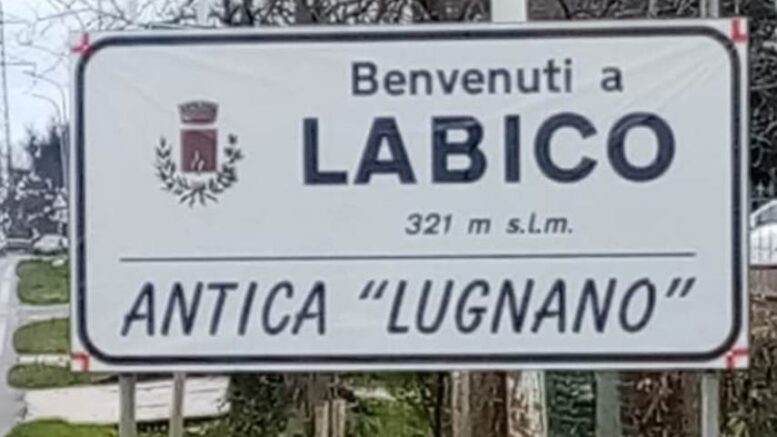 Benvenuti a
LABICO
321 m s.l.m.
ANTICA "LUGNANO"